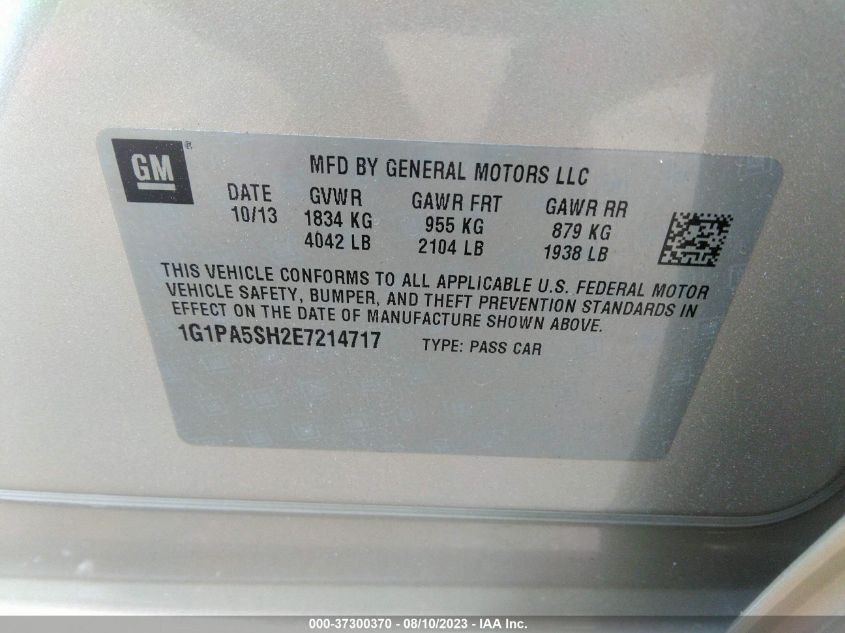 GM®
MFD BY GENERAL MOTORS LLC
DATE GVWR GAWR FRT GAWR RR
10/13 1834 KG 955 KG 879 KG
4042 LB 2104 LB 1938 LB
THIS VEHICLE CONFORMS TO ALL APPLICABLE U.S. FEDERAL MOTOR
VEHICLE SAFETY, BUMPER, AND THEFT PREVENTION STANDARDS IN
EFFECT ON THE DATE OF MANUFACTURE SHOWN ABOVE.
1G1PA5SH2E7214717 TYPE: PASS CAR
000-37300370 - 08/10/2023 - IAA Inc.